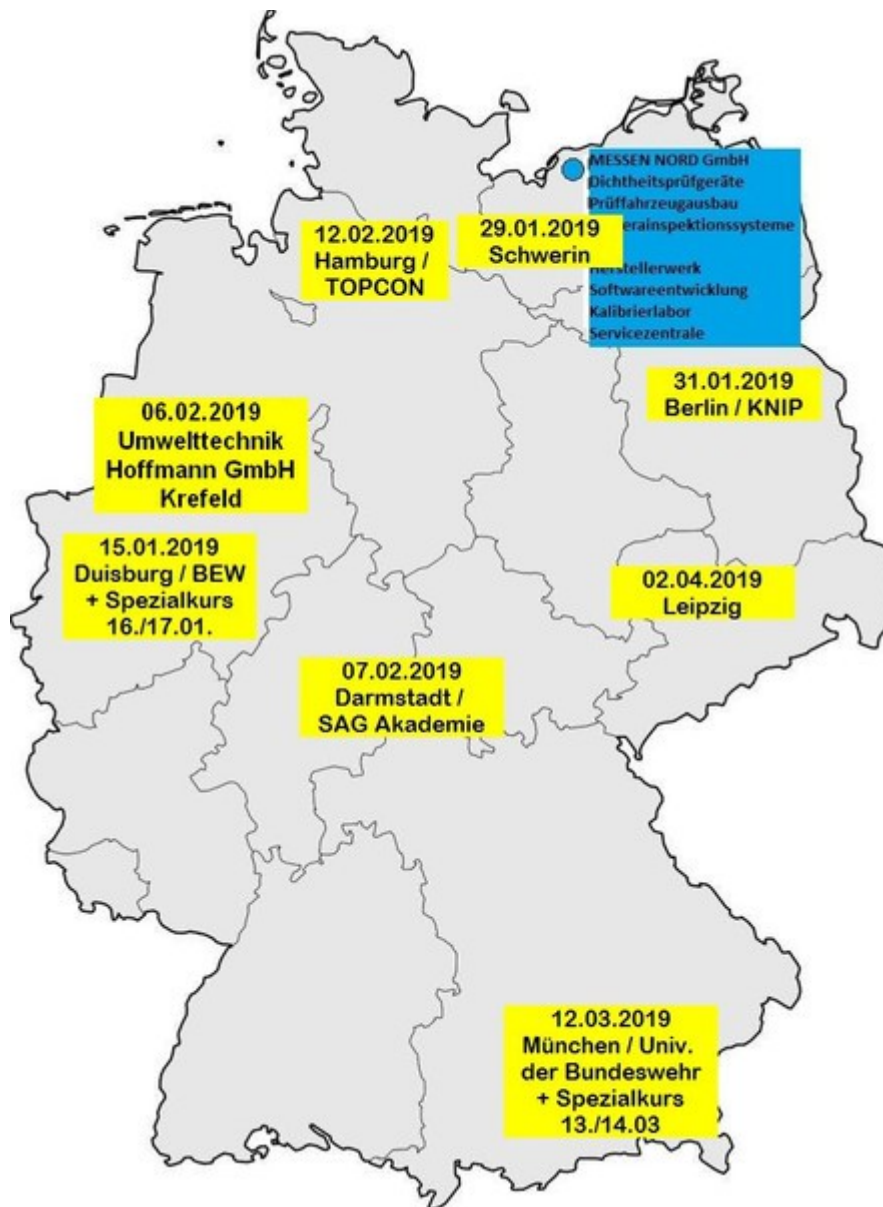 MESSEN NORD GmbH
Dichtheitsprüfgeräte
Prüffahrzeugausbau
erainspektionssysteme
Herstellerwerk
Softwareentwicklung
Kalibrierlabor
Servicezentrale
12.02.2019
Hamburg /
TOPCON
29.01.2019
Schwerin
31.01.2019
Berlin / KNIP
06.02.2019
Umwelttechnik
Hoffmann GmbH
Krefeld
15.01.2019
Duisburg / BEW
+ Spezialkurs
16./17.01.
02.04.2019
Leipzig
07.02.2019
Darmstadt /
SAG Akademie
12.03.2019
München / Univ.
der Bundeswehr
+ Spezialkurs
13./14.03